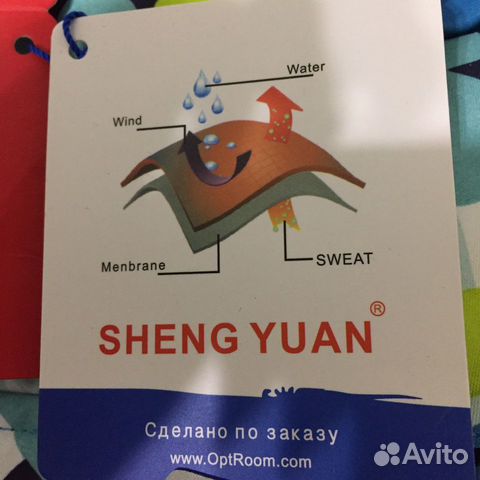 Water
Wind
Menbrane
SWEAT
SHENG YUAN®
Сделано по заказу
www.OptRoom.com
Avito